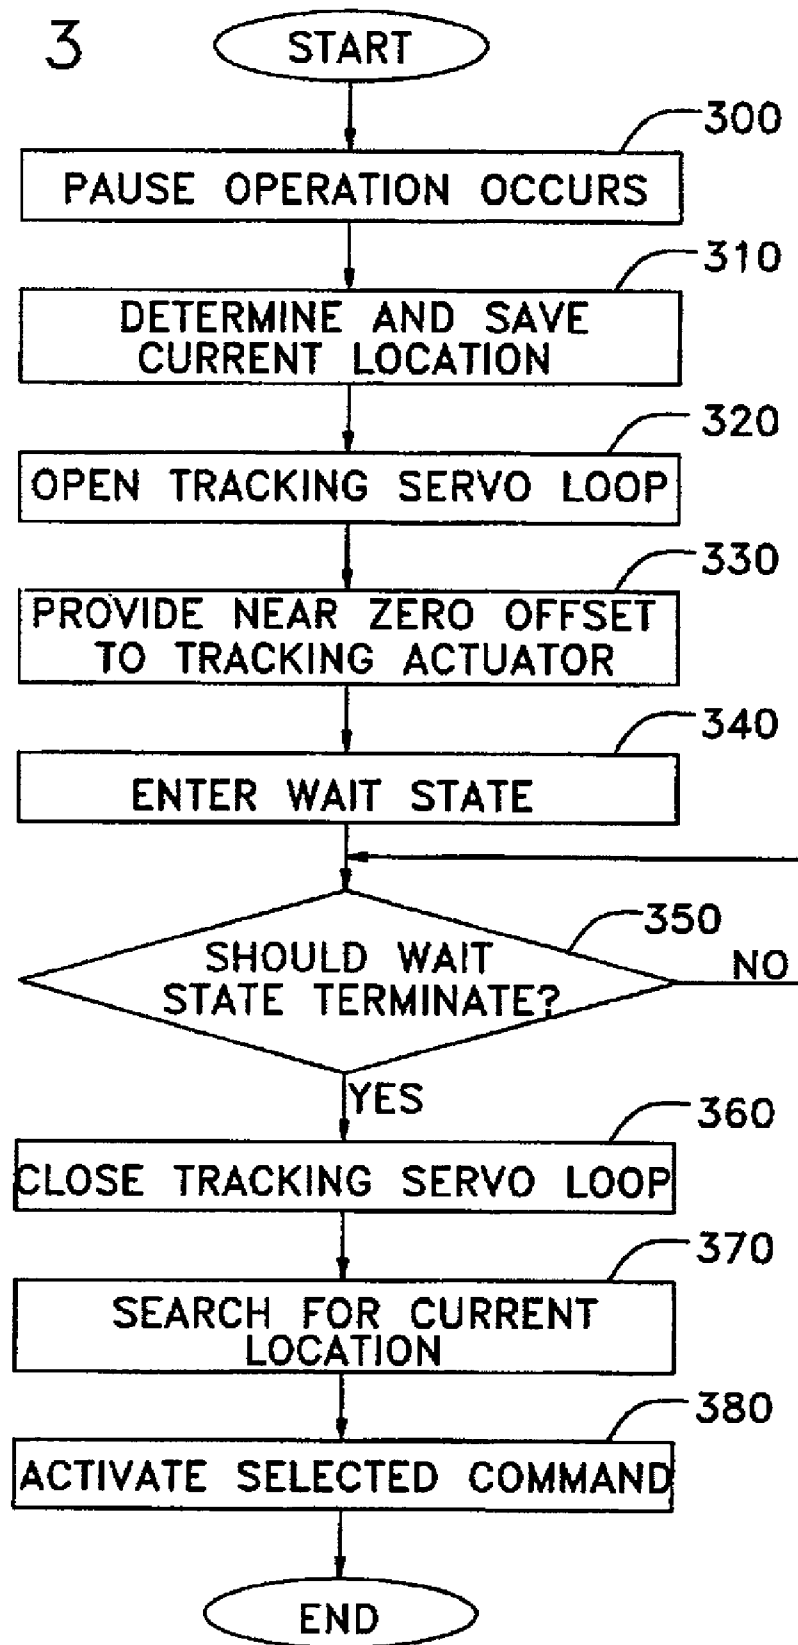 3
START
300
PAUSE OPERATION OCCURS
310
DETERMINE AND SAVE
CURRENT LOCATION
320
OPEN TRACKING SERVO LOOP
330
PROVIDE NEAR ZERO OFFSET
TO TRACKING ACTUATOR
340
ENTER WAIT STATE
350
SHOULD WAIT
STATE TERMINATE?
NO
YES
360
CLOSE TRACKING SERVO LOOP
370
SEARCH FOR CURRENT
LOCATION
380
ACTIVATE SELECTED COMMAND
END